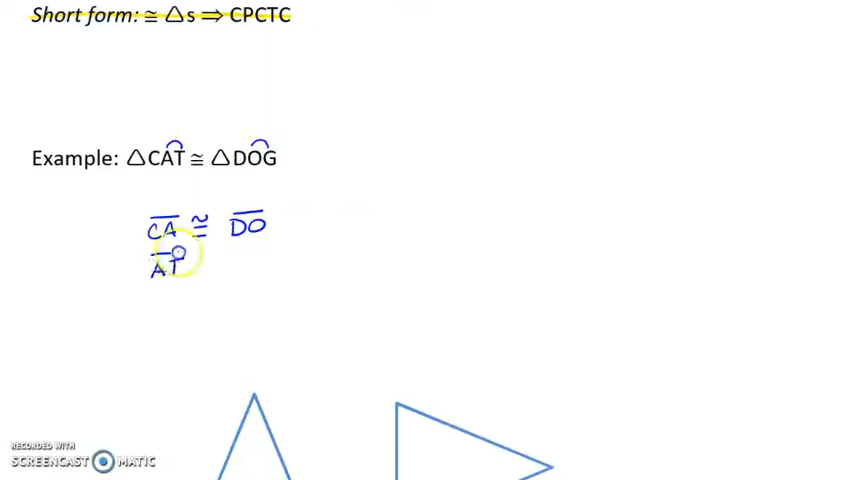 Short form: ≅ △s ⇒ CPCTC
Example: △CAT ≅ △DOG
CA ≅ DO
AT
RECORDED WITH
SCREENCAST MATIC